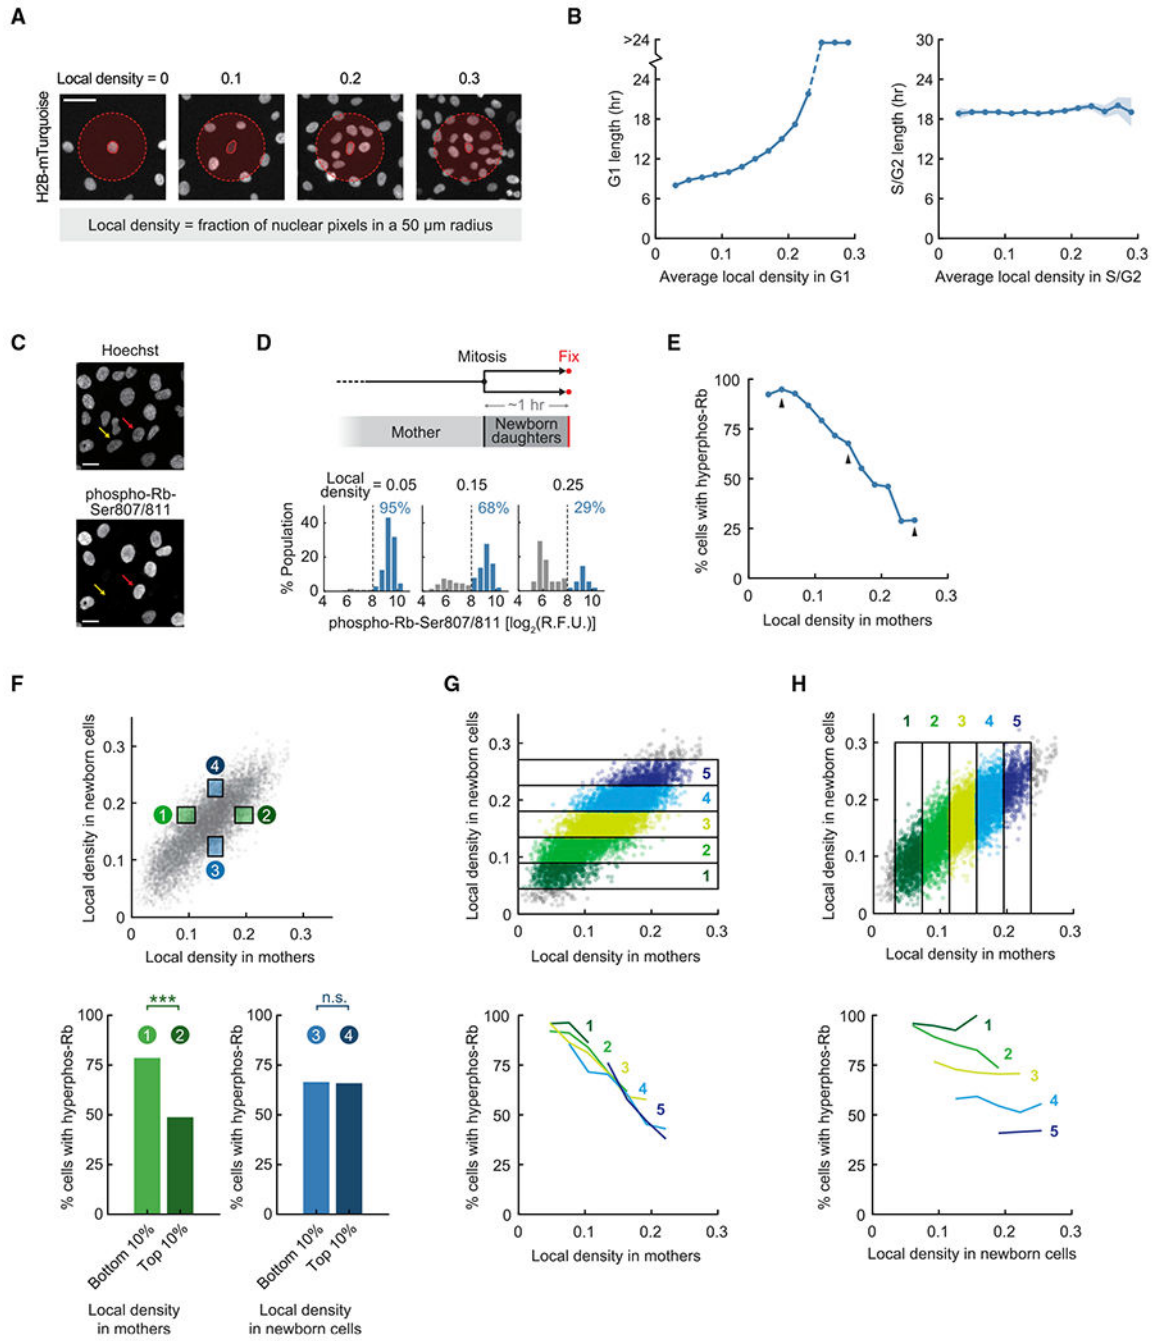 A
Local density = 0
0.1
0.2
0.3
H2B-mTurquoise
Local density = fraction of nuclear pixels in a 50 µm radius
B
>24
24
18
12
6
0
G1 length (hr)
0
0.1
0.2
0.3
Average local density in G1
30
24
18
12
6
0
S/G2 length (hr)
0
0.1
0.2
0.3
Average local density in S/G2
C
Hoechst
phospho-Rb-
Ser807/811
D
Mitosis
Fix
~1 hr
Mother
Newborn
daughters
Local
density
= 0.05
0.15
0.25
95%
68%
29%
% Population
40
20
0
4 6 8 10
4 6 8 10
4 6 8 10
phospho-Rb-Ser807/811 [log2(R.F.U.)]
E
100
75
50
25
0
% cells with hyperphos-Rb
0
0.1
0.2
0.3
Local density in mothers
F
Local density in newborn cells
0.3
0.2
0.1
0
4
1
2
3
0
0.1
0.2
0.3
Local density in mothers
% cells with hyperphos-Rb
100
75
50
25
0
***
1
2
Bottom 10%
Top 10%
Local density
in mothers
% cells with hyperphos-Rb
100
75
50
25
0
n.s.
3
4
Bottom 10%
Top 10%
Local density
in newborn cells
G
Local density in newborn cells
0.3
0.2
0.1
0
5
4
3
2
1
0
0.1
0.2
0.3
Local density in mothers
% cells with hyperphos-Rb
100
75
50
25
0
1
2
3
4
5
0
0.1
0.2
0.3
Local density in mothers
H
1 2 3 4 5
Local density in newborn cells
0.3
0.2
0.1
0
0
0.1
0.2
0.3
Local density in mothers
% cells with hyperphos-Rb
100
75
50
25
0
1
2
3
4
5
0
0.1
0.2
0.3
Local density in newborn cells